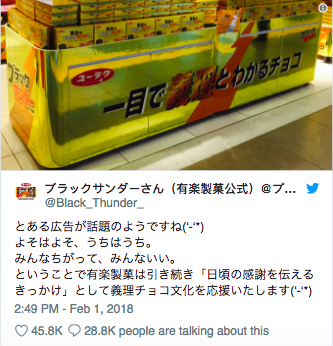 ユーラク
一目で義理とわかるチョコ
ブラックサンダーさん（有楽製菓公式）@ブ...
@Black_Thunder_
とある広告が話題のようですね('-'*)
よそはよそ、うちはうち。
みんなちがって、みんないい。
ということで有楽製菓は引き続き「日頃の感謝を伝える
きっかけ」として義理チョコ文化を応援いたします('-'*)
2:49 PM - Feb 1, 2018
45.8K 28.8K people are talking about this